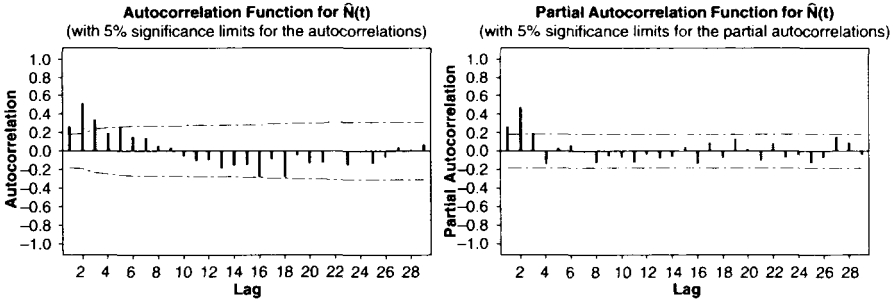 Autocorrelation Function for N̂(t)
(with 5% significance limits for the autocorrelations)
1.0
0.8
0.6
0.4
0.2
0.0
−0.2
−0.4
−0.6
−0.8
−1.0
Autocorrelation
2 4 6 8 10 12 14 16 18 20 22 24 26 28
Lag
Partial Autocorrelation Function for N̂(t)
(with 5% significance limits for the partial autocorrelations)
1.0
0.8
0.6
0.4
0.2
0.0
−0.2
−0.4
−0.6
−0.8
−1.0
Partial Autocorrelation
2 4 6 8 10 12 14 16 18 20 22 24 26 28
Lag